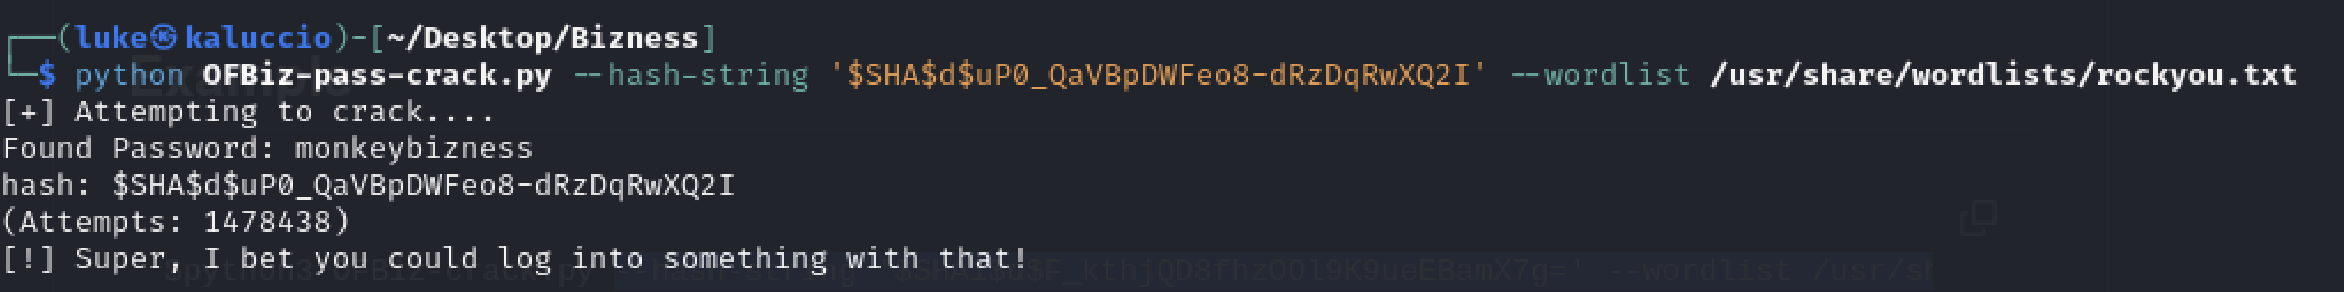 ┌──(luke㉿kaluccio)-[~/Desktop/Bizness]
└─$ python OFBiz-pass-crack.py --hash-string '$SHA$d$uP0_QaVBpDWFeo8-dRzDqRwXQ2I' --wordlist /usr/share/wordlists/rockyou.txt
[+] Attempting to crack....
Found Password: monkeybizness
hash: $SHA$d$uP0_QaVBpDWFeo8-dRzDqRwXQ2I
(Attempts: 1478438)
[!] Super, I bet you could log into something with that!